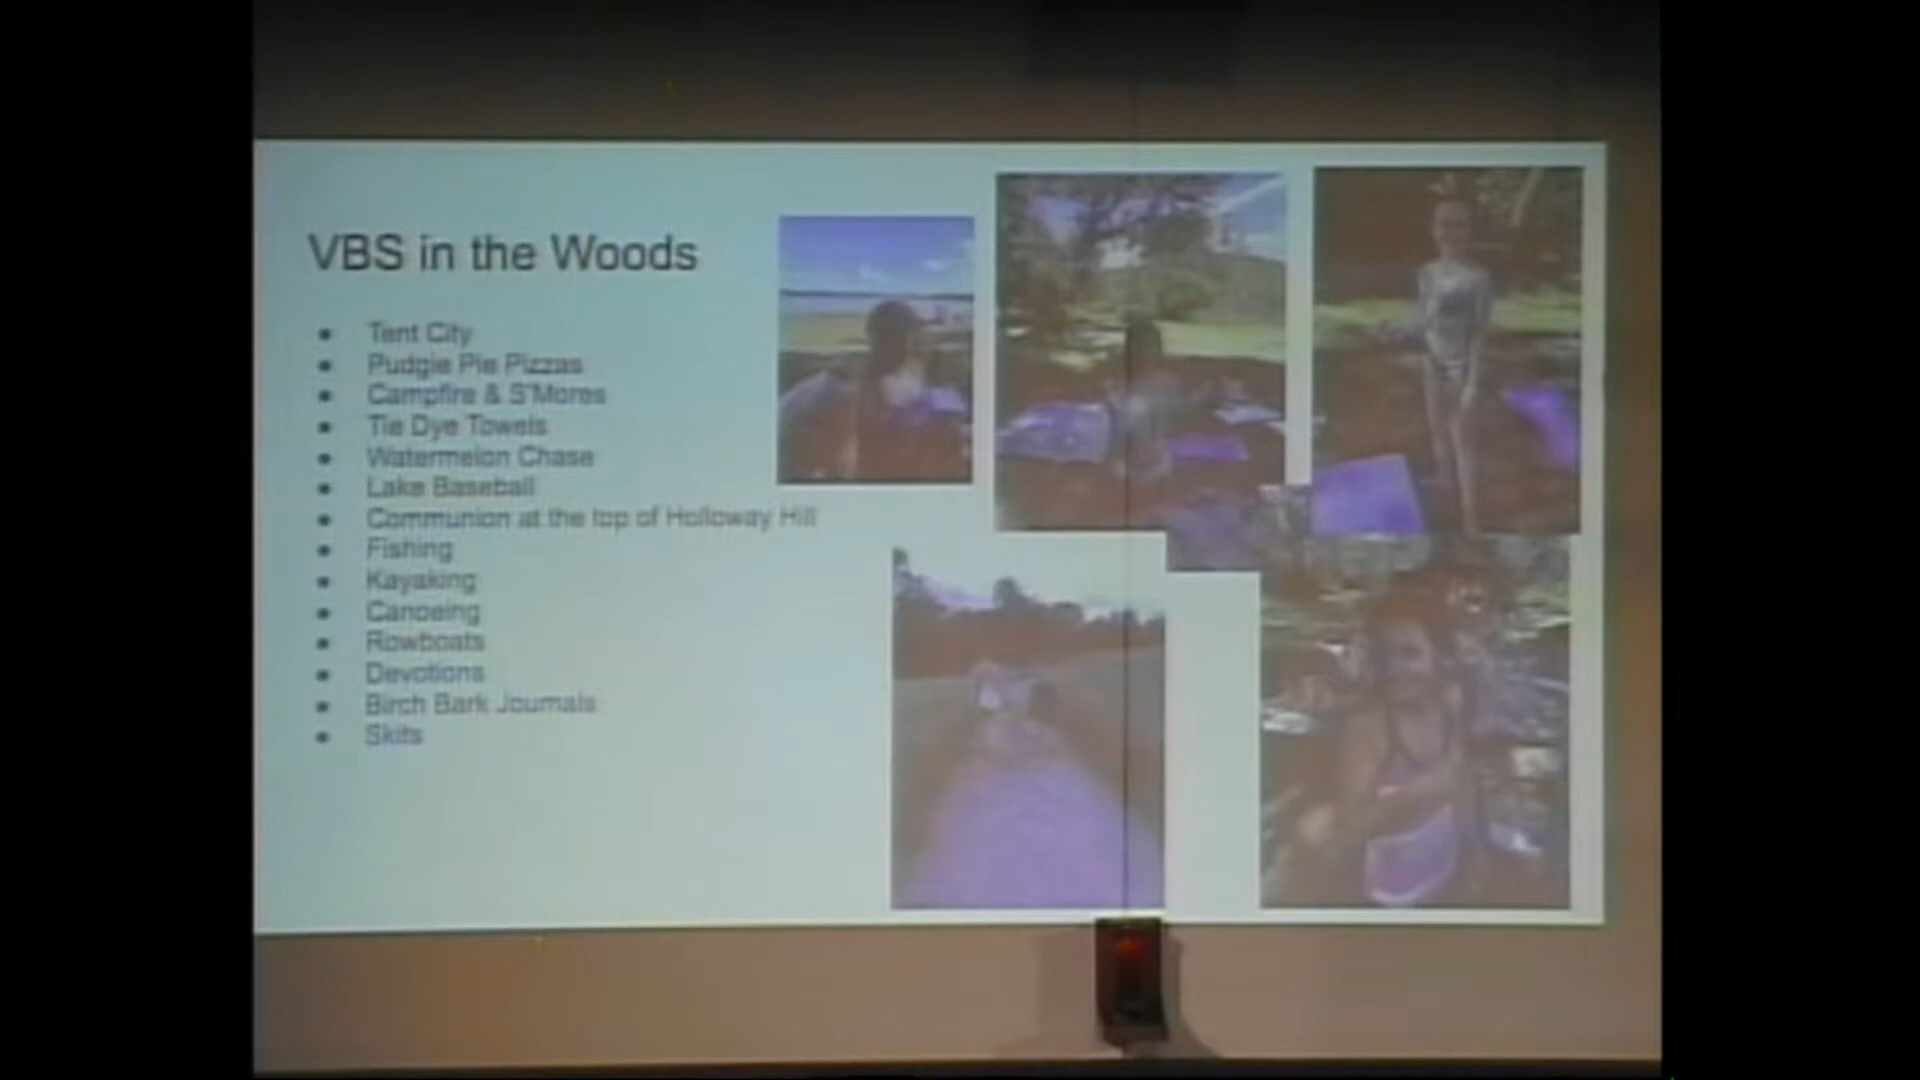 VBS in the Woods
Tent City
Pudgie Pie Pizzas
Campfire & S'Mores
Tie Dye Towels
Watermelon Chase
Lake Baseball
Communion at the top of Holloway Hill
Fishing
Kayaking
Canoeing
Rowboats
Devotions
Birch Bark Journals
Skits